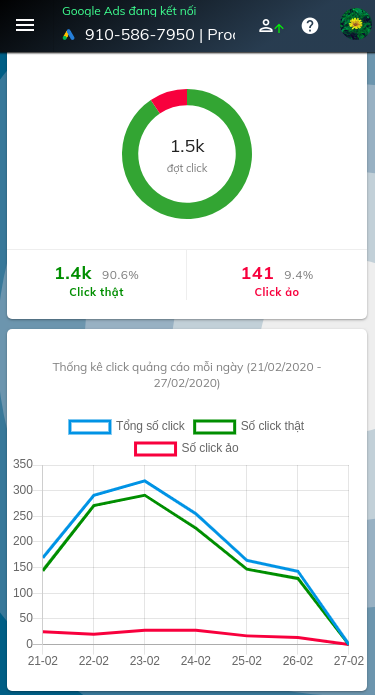 Google Ads đang kết nối
910-586-7950 | Proc
1.5k
đợt click
1.4k 90.6%
Click thật
141 9.4%
Click ảo
Thống kê click quảng cáo mỗi ngày (21/02/2020 -
27/02/2020)
Tổng số click Số click thật
Số click ảo
350
300
250
200
150
100
50
0
21-02 22-02 23-02 24-02 25-02 26-02 27-02